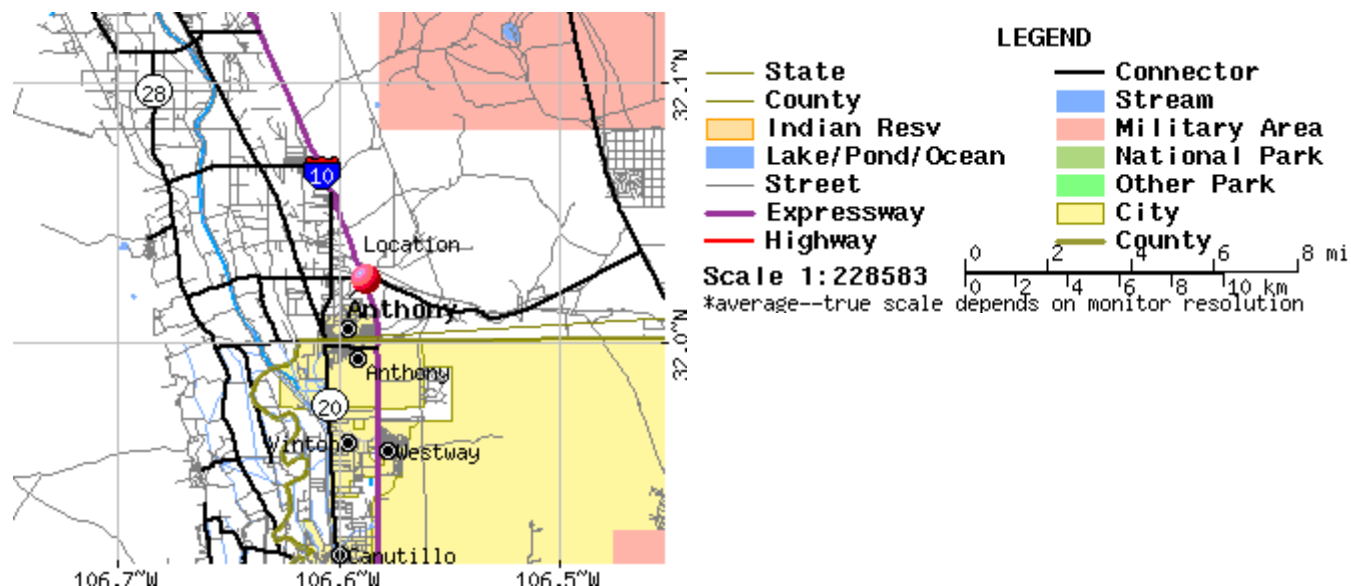 28
10
Location
Anthony
Anthony
20
Vinton
Westway
Canutillo
32.1°N
32.0°N
106.7°W
106.6°W
106.5°W
LEGEND
State
County
Indian Resv
Lake/Pond/Ocean
Street
Expressway
Highway
Connector
Stream
Military Area
National Park
Other Park
City
County
Scale 1:228583
0 2 4 6 8 mi
0 2 4 6 8 10 km
*average--true scale depends on monitor resolution